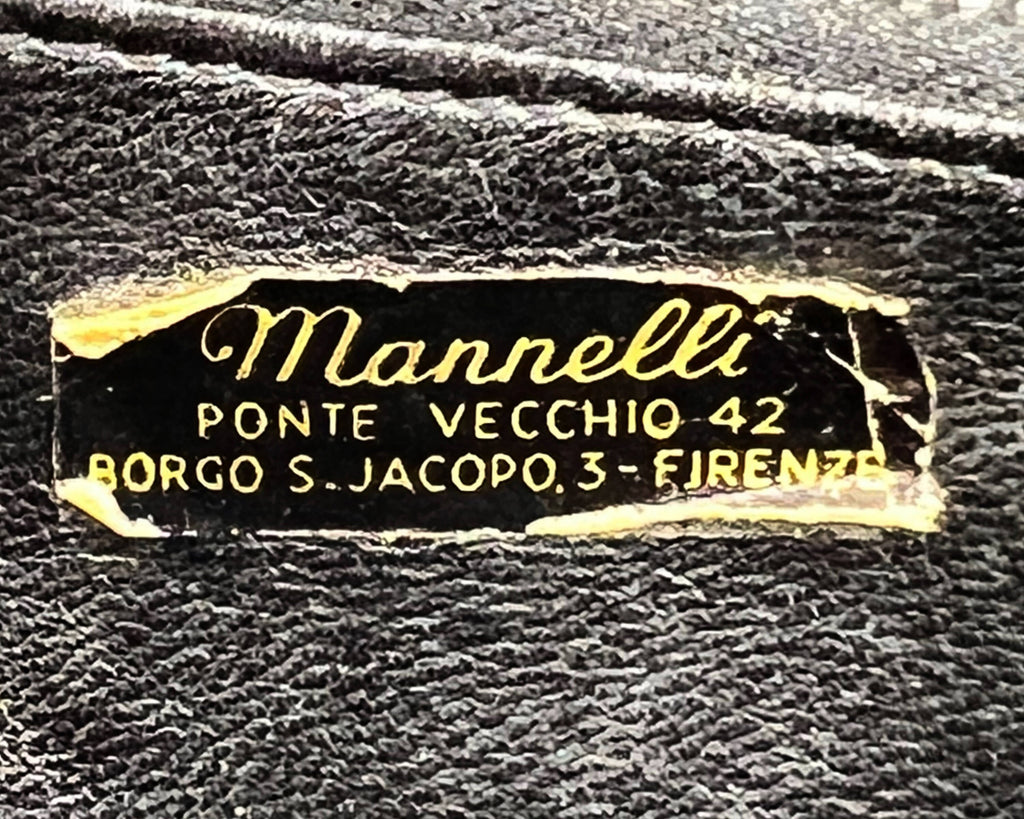 Mannelli
PONTE VECCHIO 42
BORGO S. JACOPO, 3 - FIRENZE